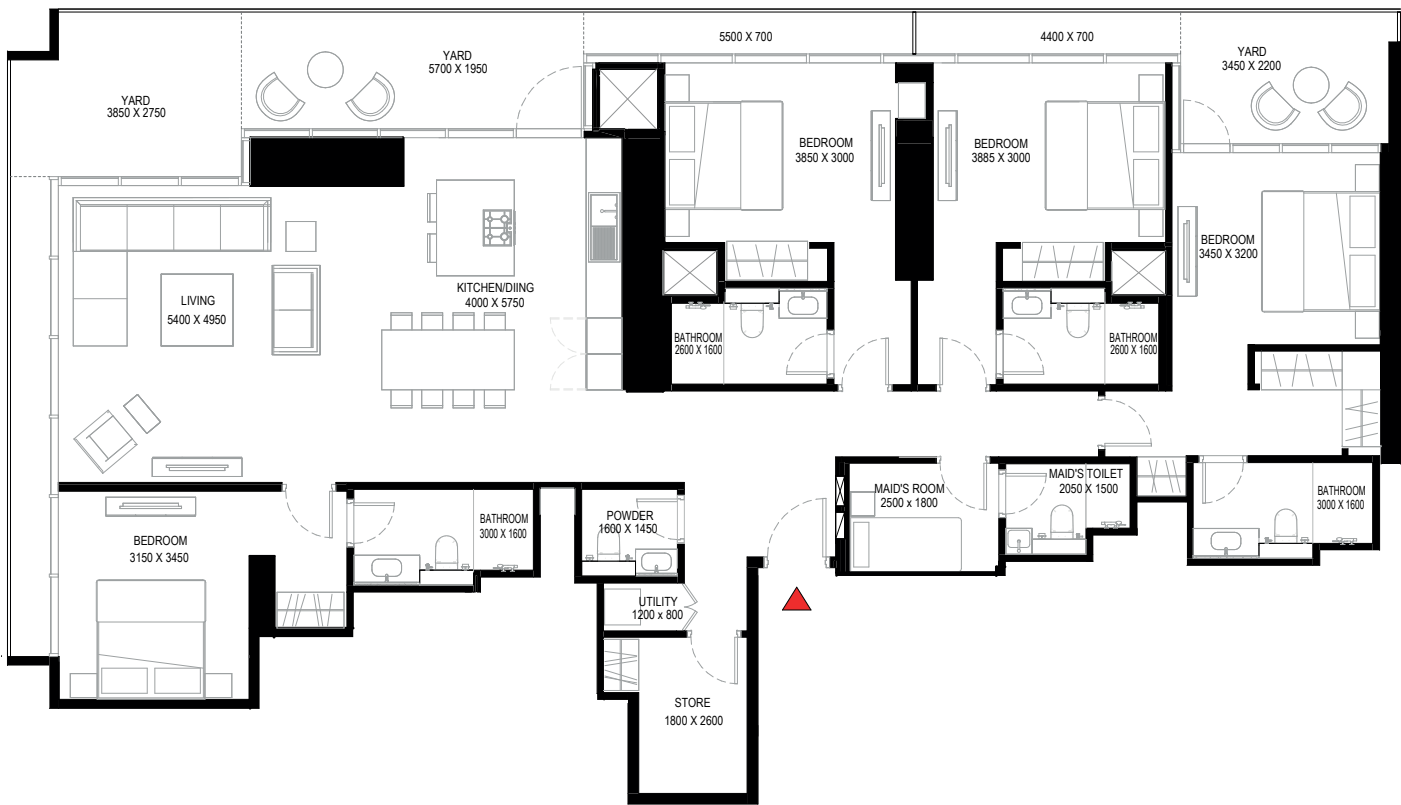 5500 X 700
4400 X 700
YARD
5700 X 1950
YARD
3450 X 2200
YARD
3850 X 2750
BEDROOM
3850 X 3000
BEDROOM
3885 X 3000
BEDROOM
3450 X 3200
LIVING
5400 X 4950
KITCHEN/DIING
4000 X 5750
BATHROOM
2600 X 1600
BATHROOM
2600 X 1600
MAID'S ROOM
2500 x 1800
MAID'S TOILET
2050 X 1500
BATHROOM
3000 X 1600
BEDROOM
3150 X 3450
BATHROOM
3000 X 1600
POWDER
1600 X 1450
UTILITY
1200 x 800
STORE
1800 X 2600